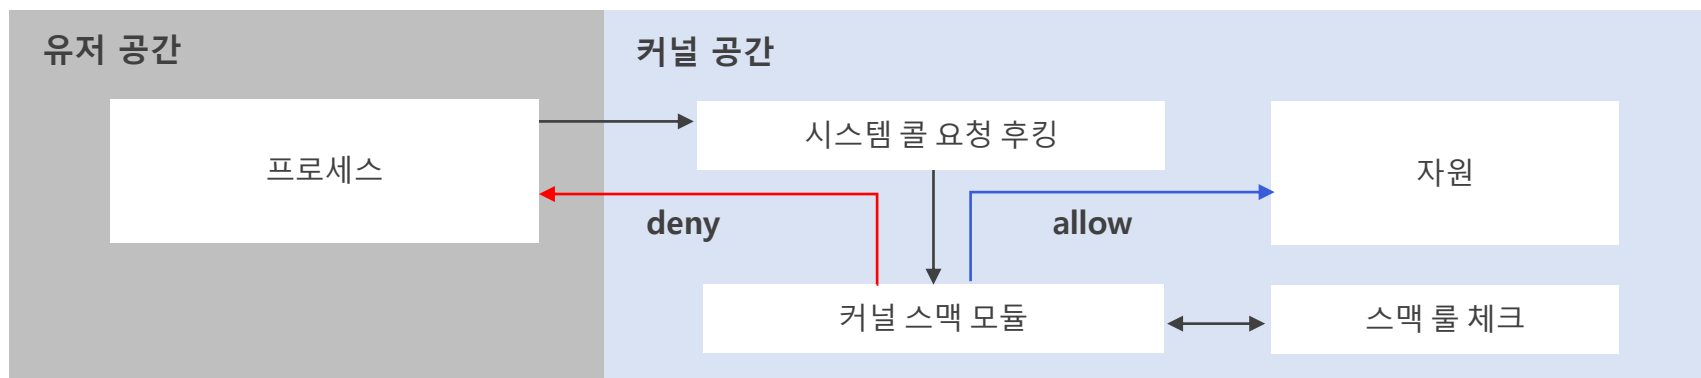 유저 공간
커널 공간
프로세스
시스템 콜 요청 후킹
자원
deny
allow
커널 스맥 모듈
스맥 룰 체크